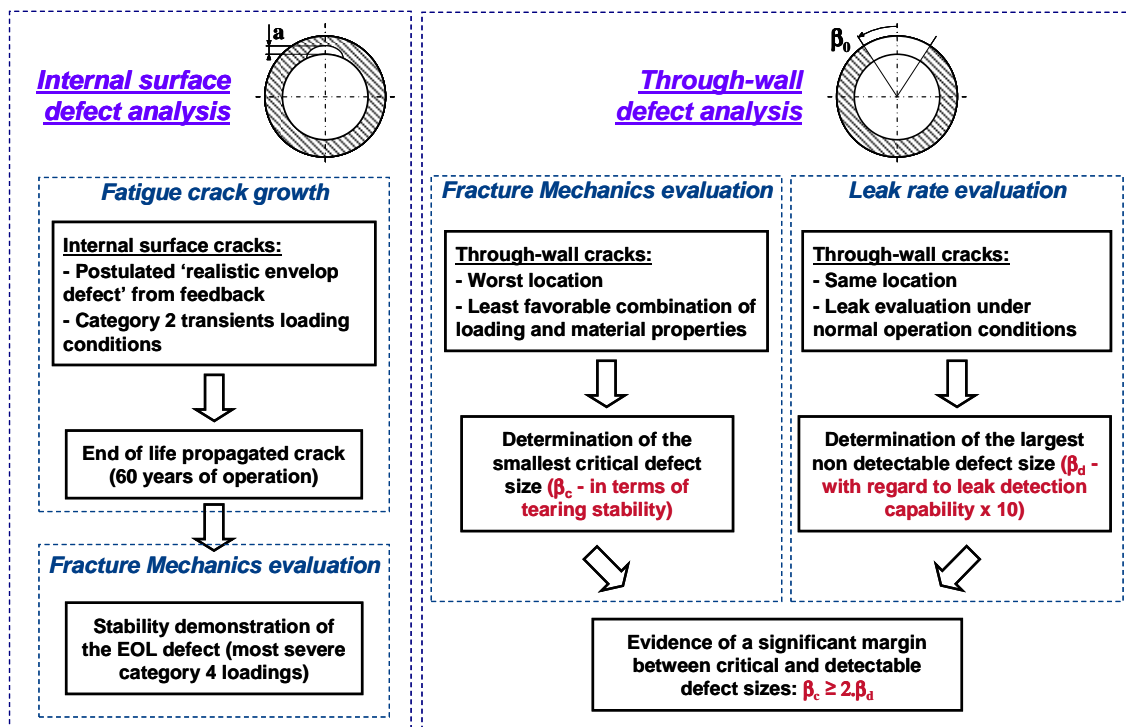 a
Internal surface
defect analysis
Fatigue crack growth
Internal surface cracks:
- Postulated ‘realistic envelop
defect’ from feedback
- Category 2 transients loading
conditions
End of life propagated crack
(60 years of operation)
Fracture Mechanics evaluation
Stability demonstration of
the EOL defect (most severe
category 4 loadings)
β₀
Through-wall
defect analysis
Fracture Mechanics evaluation
Through-wall cracks:
- Worst location
- Least favorable combination of
loading and material properties
Determination of the
smallest critical defect
size (βc - in terms of
tearing stability)
Leak rate evaluation
Through-wall cracks:
- Same location
- Leak evaluation under
normal operation conditions
Determination of the largest
non detectable defect size (βd -
with regard to leak detection
capability x 10)
Evidence of a significant margin
between critical and detectable
defect sizes: βc ≥ 2.βd